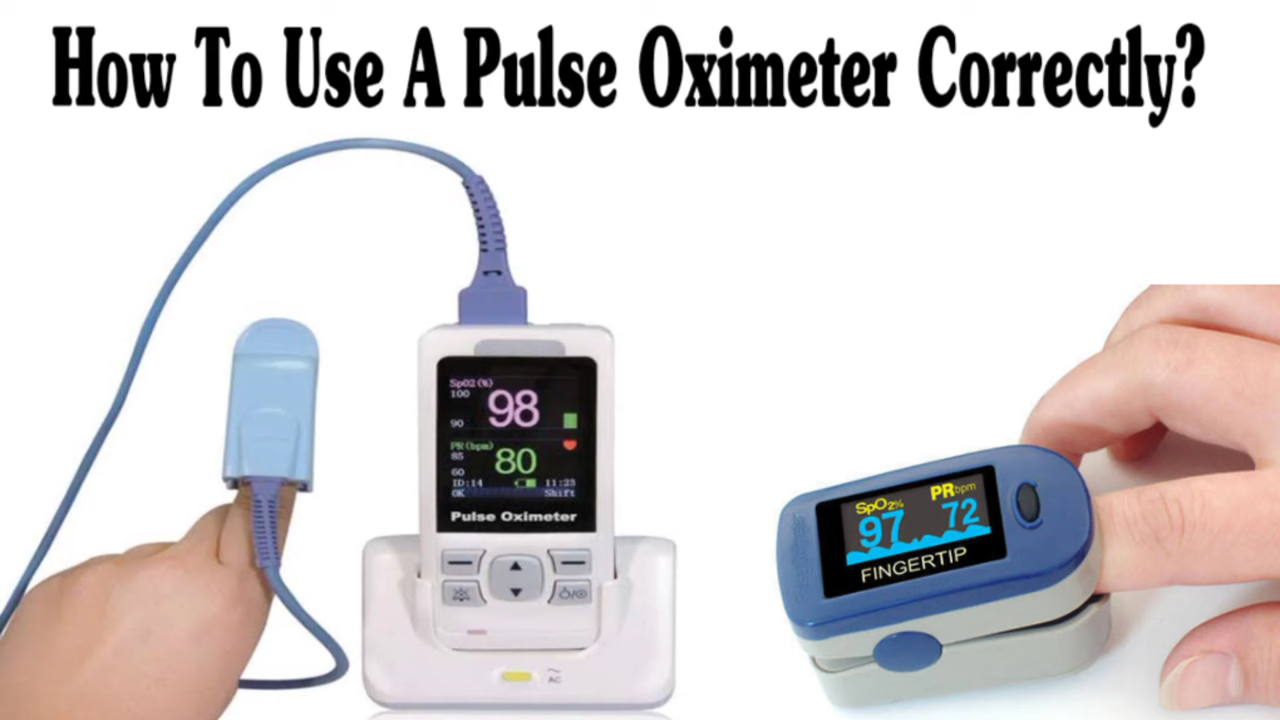 How To Use A Pulse Oximeter Correctly?
SpO2(%)
100
98
90
PR(bpm)
85
80
60
ID:14 11:23
OK Shift
Pulse Oximeter
AC
SpO2% PRbpm
97 72
FINGERTIP